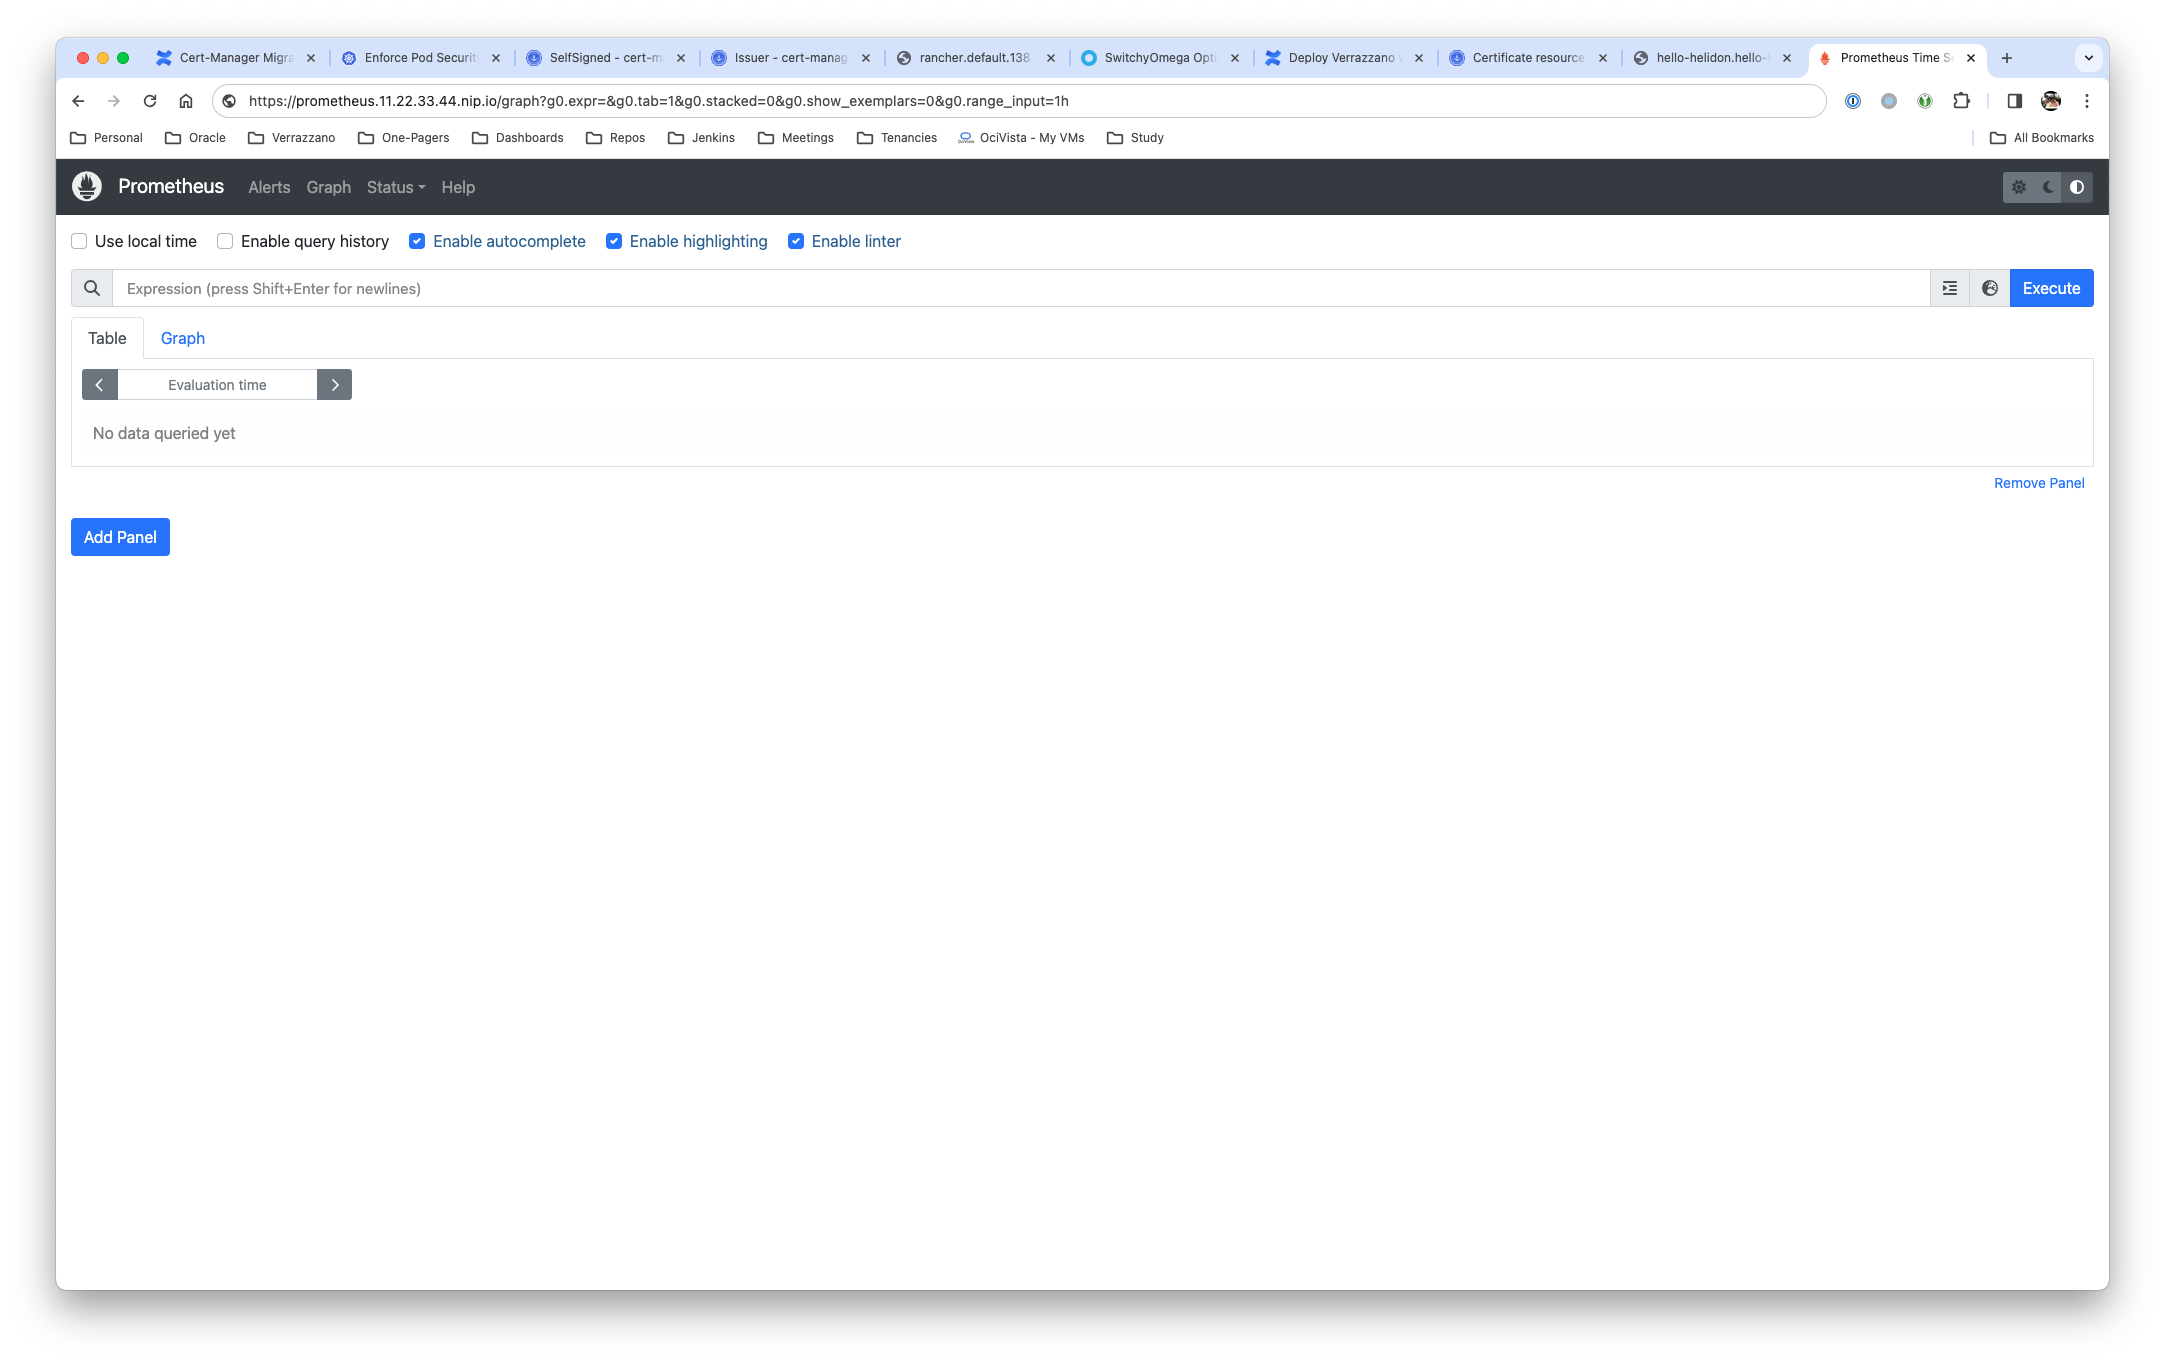 Cert-Manager Migra Enforce Pod Securit SelfSigned - cert-m Issuer - cert-manag rancher.default.138. SwitchyOmega Opti Deploy Verrazzano Certificate resource hello-helidon.hello- Prometheus Time Se
https://prometheus.11.22.33.44.nip.io/graph?g0.expr=&g0.tab=1&g0.stacked=0&g0.show_exemplars=0&g0.range_input=1h
Personal Oracle Verrazzano One-Pagers Dashboards Repos Jenkins Meetings Tenancies OciVista - My VMs Study All Bookmarks
Prometheus Alerts Graph Status Help
Use local time Enable query history Enable autocomplete Enable highlighting Enable linter
Expression (press Shift+Enter for newlines) Execute
Table Graph
Evaluation time
No data queried yet
Remove Panel
Add Panel